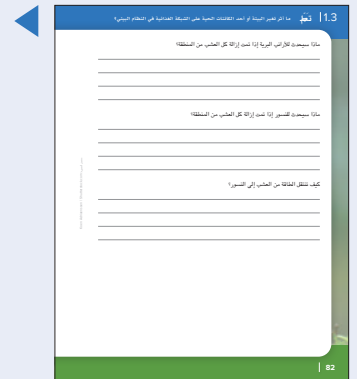 1.3 | تعد ما أثر تغير البيئة أو أحد الكائنات الحية على الشبكة الغذائية في النظام البيئي؟
ماذا سيحدث للأرانب البرية إذا تمت إزالة كل العشب من المنطقة؟
ماذا سيحدث للنسور إذا تمت إزالة كل العشب من المنطقة؟
كيف تنتقل الطاقة من العشب إلى النسور؟
82